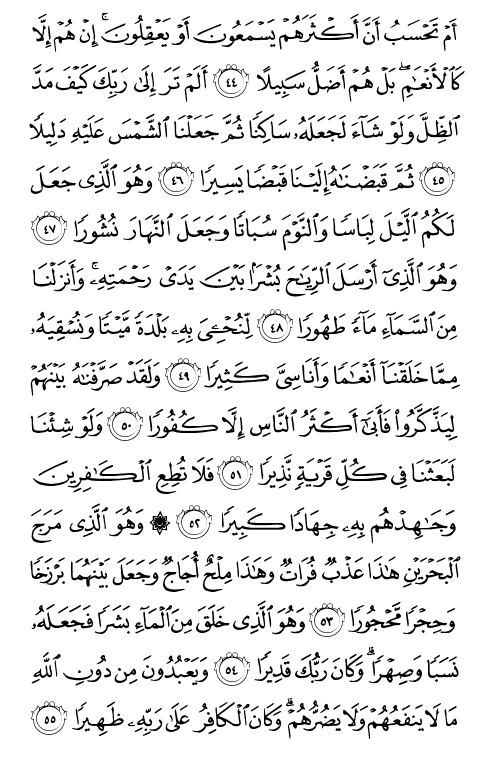 أَمۡ تَحۡسَبُ أَنَّ أَكۡثَرَهُمۡ يَسۡمَعُونَ أَوۡ يَعۡقِلُونَۚ إِنۡ هُمۡ إِلَّا
كَٱلۡأَنۡعَٰمِ بَلۡ هُمۡ أَضَلُّ سَبِيلًا ٤٤ أَلَمۡ تَرَ إِلَىٰ رَبِّكَ كَيۡفَ مَدَّ
ٱلظِّلَّ وَلَوۡ شَآءَ لَجَعَلَهُۥ سَاكِنٗا ثُمَّ جَعَلۡنَا ٱلشَّمۡسَ عَلَيۡهِ دَلِيلٗا
٤٥ ثُمَّ قَبَضۡنَٰهُ إِلَيۡنَا قَبۡضٗا يَسِيرٗا ٤٦ وَهُوَ ٱلَّذِي جَعَلَ
لَكُمُ ٱلَّيۡلَ لِبَاسٗا وَٱلنَّوۡمَ سُبَاتٗا وَجَعَلَ ٱلنَّهَارَ نُشُورٗا ٤٧
وَهُوَ ٱلَّذِيٓ أَرۡسَلَ ٱلرِّيَٰحَ بُشۡرَۢا بَيۡنَ يَدَيۡ رَحۡمَتِهِۦۚ وَأَنزَلۡنَا
مِنَ ٱلسَّمَآءِ مَآءٗ طَهُورٗا ٤٨ لِّنُحۡـِۧيَ بِهِۦ بَلۡدَةٗ مَّيۡتٗا وَنُسۡقِيَهُۥ
مِمَّا خَلَقۡنَآ أَنۡعَٰمٗا وَأَنَاسِيَّ كَثِيرٗا ٤٩ وَلَقَدۡ صَرَّفۡنَٰهُ بَيۡنَهُمۡ
لِيَذَّكَّرُواْ فَأَبَىٰٓ أَكۡثَرُ ٱلنَّاسِ إِلَّا كُفُورٗا ٥٠ وَلَوۡ شِئۡنَا
لَبَعَثۡنَا فِي كُلِّ قَرۡيَةٖ نَّذِيرٗا ٥١ فَلَا تُطِعِ ٱلۡكَٰفِرِينَ
وَجَٰهِدۡهُم بِهِۦ جِهَادٗا كَبِيرٗا ٥٢ ۞ وَهُوَ ٱلَّذِي مَرَجَ
ٱلۡبَحۡرَيۡنِ هَٰذَا عَذۡبٞ فُرَاتٞ وَهَٰذَا مِلۡحٌ أُجَاجٞ وَجَعَلَ بَيۡنَهُمَا بَرۡزَخٗا
وَحِجۡرٗا مَّحۡجُورٗا ٥٣ وَهُوَ ٱلَّذِي خَلَقَ مِنَ ٱلۡمَآءِ بَشَرٗا فَجَعَلَهُۥ
نَسَبٗا وَصِهۡرٗاۗ وَكَانَ رَبُّكَ قَدِيرٗا ٥٤ وَيَعۡبُدُونَ مِن دُونِ ٱللَّهِ
مَا لَا يَنفَعُهُمۡ وَلَا يَضُرُّهُمۡۗ وَكَانَ ٱلۡكَافِرُ عَلَىٰ رَبِّهِۦ ظَهِيرٗا ٥٥